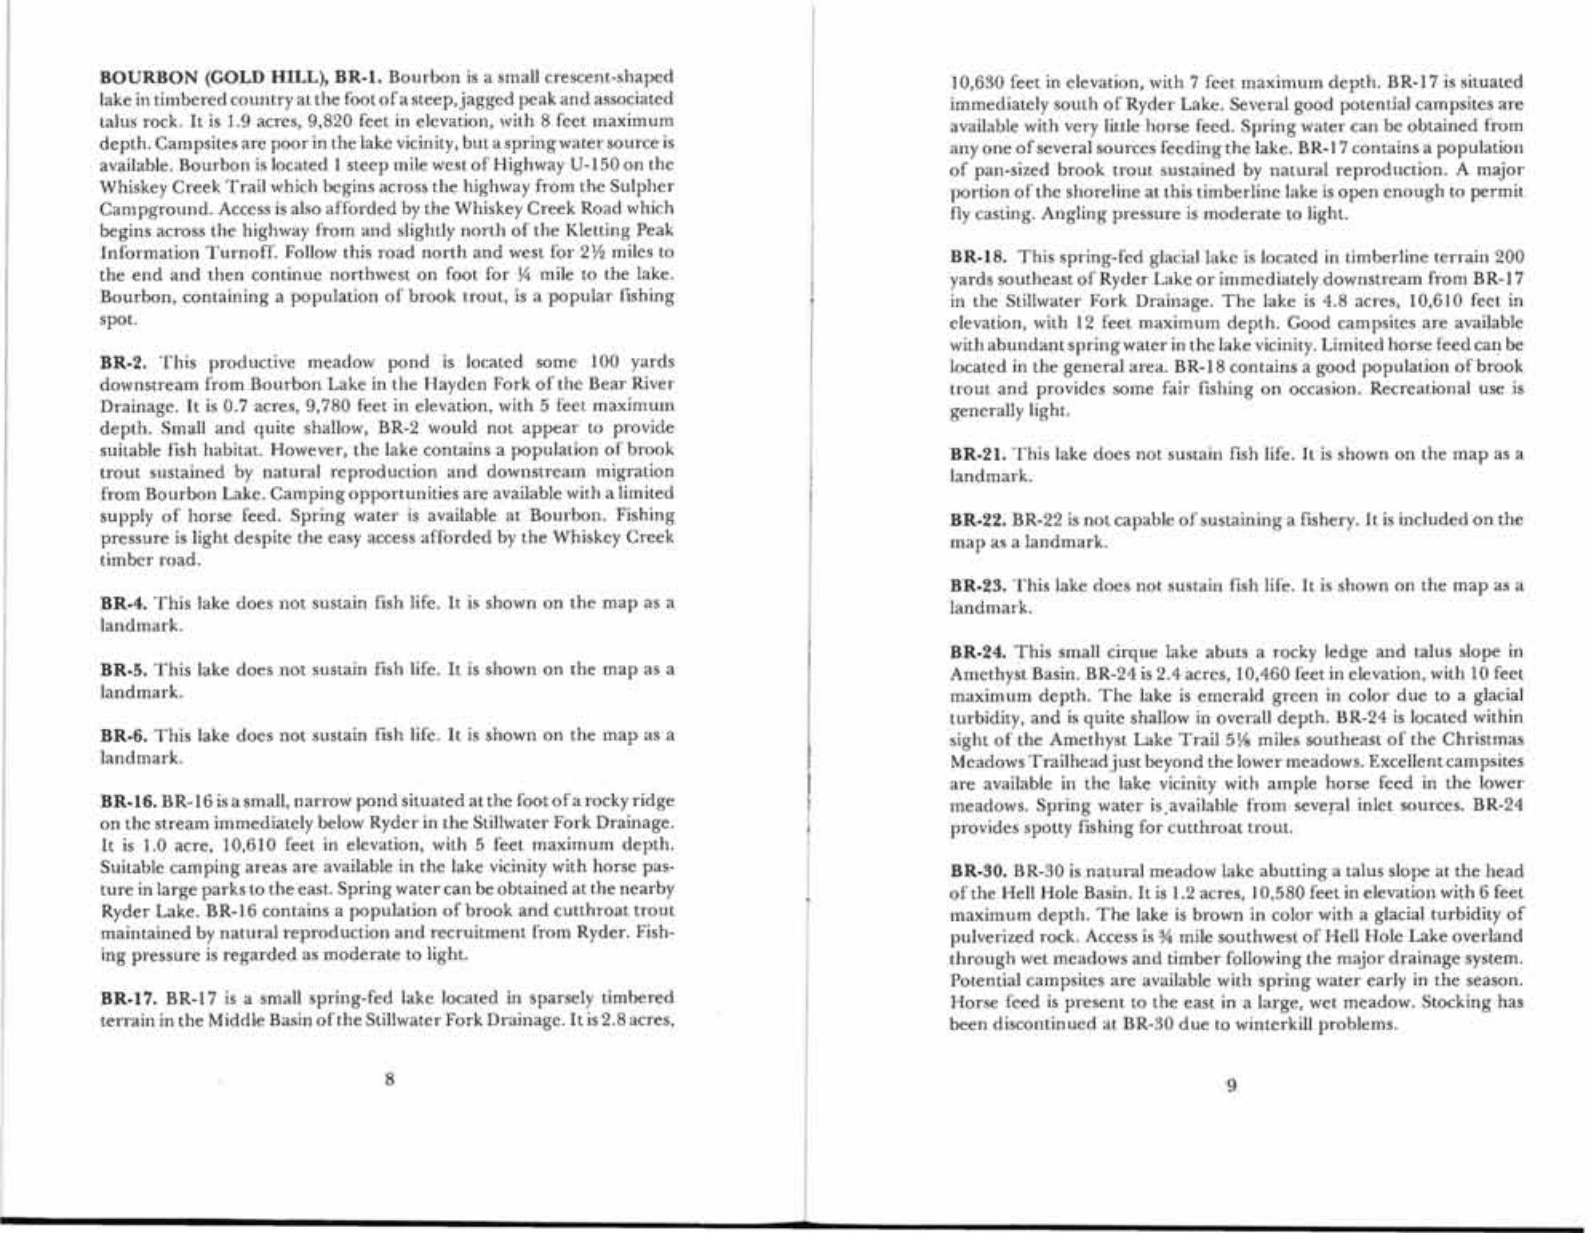 BOURBON (GOLD HILL), BR-1. Bourbon is a small crescent-shaped
lake in timbered country at the foot of a steep, jagged peak and associated
talus rock. It is 1.9 acres, 9,820 feet in elevation, with 8 feet maximum
depth. Campsites are poor in the lake vicinity, but a spring water source is
available. Bourbon is located 1 steep mile west of Highway U-150 on the
Whiskey Creek Trail which begins across the highway from the Sulpher
Campground. Access is also afforded by the Whiskey Creek Road which
begins across the highway from and slightly north of the Kletting Peak
Information Turnoff. Follow this road north and west for 2½ miles to
the end and then continue northwest on foot for ¼ mile to the lake.
Bourbon, containing a population of brook trout, is a popular fishing
spot.
BR-2. This productive meadow pond is located some 100 yards
downstream from Bourbon Lake in the Hayden Fork of the Bear River
Drainage. It is 0.7 acres, 9,780 feet in elevation, with 5 feet maximum
depth. Small and quite shallow, BR-2 would not appear to provide
suitable fish habitat. However, the lake contains a population of brook
trout sustained by natural reproduction and downstream migration
from Bourbon Lake. Camping opportunities are available with a limited
supply of horse feed. Spring water is available at Bourbon. Fishing
pressure is light despite the easy access afforded by the Whiskey Creek
timber road.
BR-4. This lake does not sustain fish life. It is shown on the map as a
landmark.
BR-5. This lake does not sustain fish life. It is shown on the map as a
landmark.
BR-6. This lake does not sustain fish life. It is shown on the map as a
landmark.
BR-16. BR-16 is a small, narrow pond situated at the foot of a rocky ridge
on the stream immediately below Ryder in the Stillwater Fork Drainage.
It is 1.0 acre, 10,610 feet in elevation, with 5 feet maximum depth.
Suitable camping areas are available in the lake vicinity with horse pas-
ture in large parks to the east. Spring water can be obtained at the nearby
Ryder Lake. BR-16 contains a population of brook and cutthroat trout
maintained by natural reproduction and recruitment from Ryder. Fish-
ing pressure is regarded as moderate to light.
BR-17. BR-17 is a small spring-fed lake located in sparsely timbered
terrain in the Middle Basin of the Stillwater Fork Drainage. It is 2.8 acres,
8
10,630 feet in elevation, with 7 feet maximum depth. BR-17 is situated
immediately south of Ryder Lake. Several good potential campsites are
available with very little horse feed. Spring water can be obtained from
any one of several sources feeding the lake. BR-17 contains a population
of pan-sized brook trout sustained by natural reproduction. A major
portion of the shoreline at this timberline lake is open enough to permit
fly casting. Angling pressure is moderate to light.
BR-18. This spring-fed glacial lake is located in timberline terrain 200
yards southeast of Ryder Lake or immediately downstream from BR-17
in the Stillwater Fork Drainage. The lake is 4.8 acres, 10,610 feet in
elevation, with 12 feet maximum depth. Good campsites are available
with abundant spring water in the lake vicinity. Limited horse feed can be
located in the general area. BR-18 contains a good population of brook
trout and provides some fair fishing on occasion. Recreational use is
generally light.
BR-21. This lake does not sustain fish life. It is shown on the map as a
landmark.
BR-22. BR-22 is not capable of sustaining a fishery. It is included on the
map as a landmark.
BR-23. This lake does not sustain fish life. It is shown on the map as a
landmark.
BR-24. This small cirque lake abuts a rocky ledge and talus slope in
Amethyst Basin. BR-24 is 2.4 acres, 10,460 feet in elevation, with 10 feet
maximum depth. The lake is emerald green in color due to a glacial
turbidity, and is quite shallow in overall depth. BR-24 is located within
sight of the Amethyst Lake Trail miles southeast of the Christmas
Meadows Trailhead just beyond the lower meadows. Excellent campsites
are available in the lake vicinity with ample horse feed in the lower
meadows. Spring water is available from several inlet sources. BR-24
provides spotty fishing for cutthroat trout.
BR-30. BR-30 is natural meadow lake abutting a talus slope at the head
of the Hell Hole Basin. It is 1.2 acres, 10,580 feet in elevation with 6 feet
maximum depth. The lake is brown in color with a glacial turbidity of
pulverized rock. Access is ¾ mile southwest of Hell Hole Lake overland
through wet meadows and timber following the major drainage system.
Potential campsites are available with spring water early in the season.
Horse feed is present to the east in a large, wet meadow. Stocking has
been discontinued at BR-30 due to winterkill problems.
9